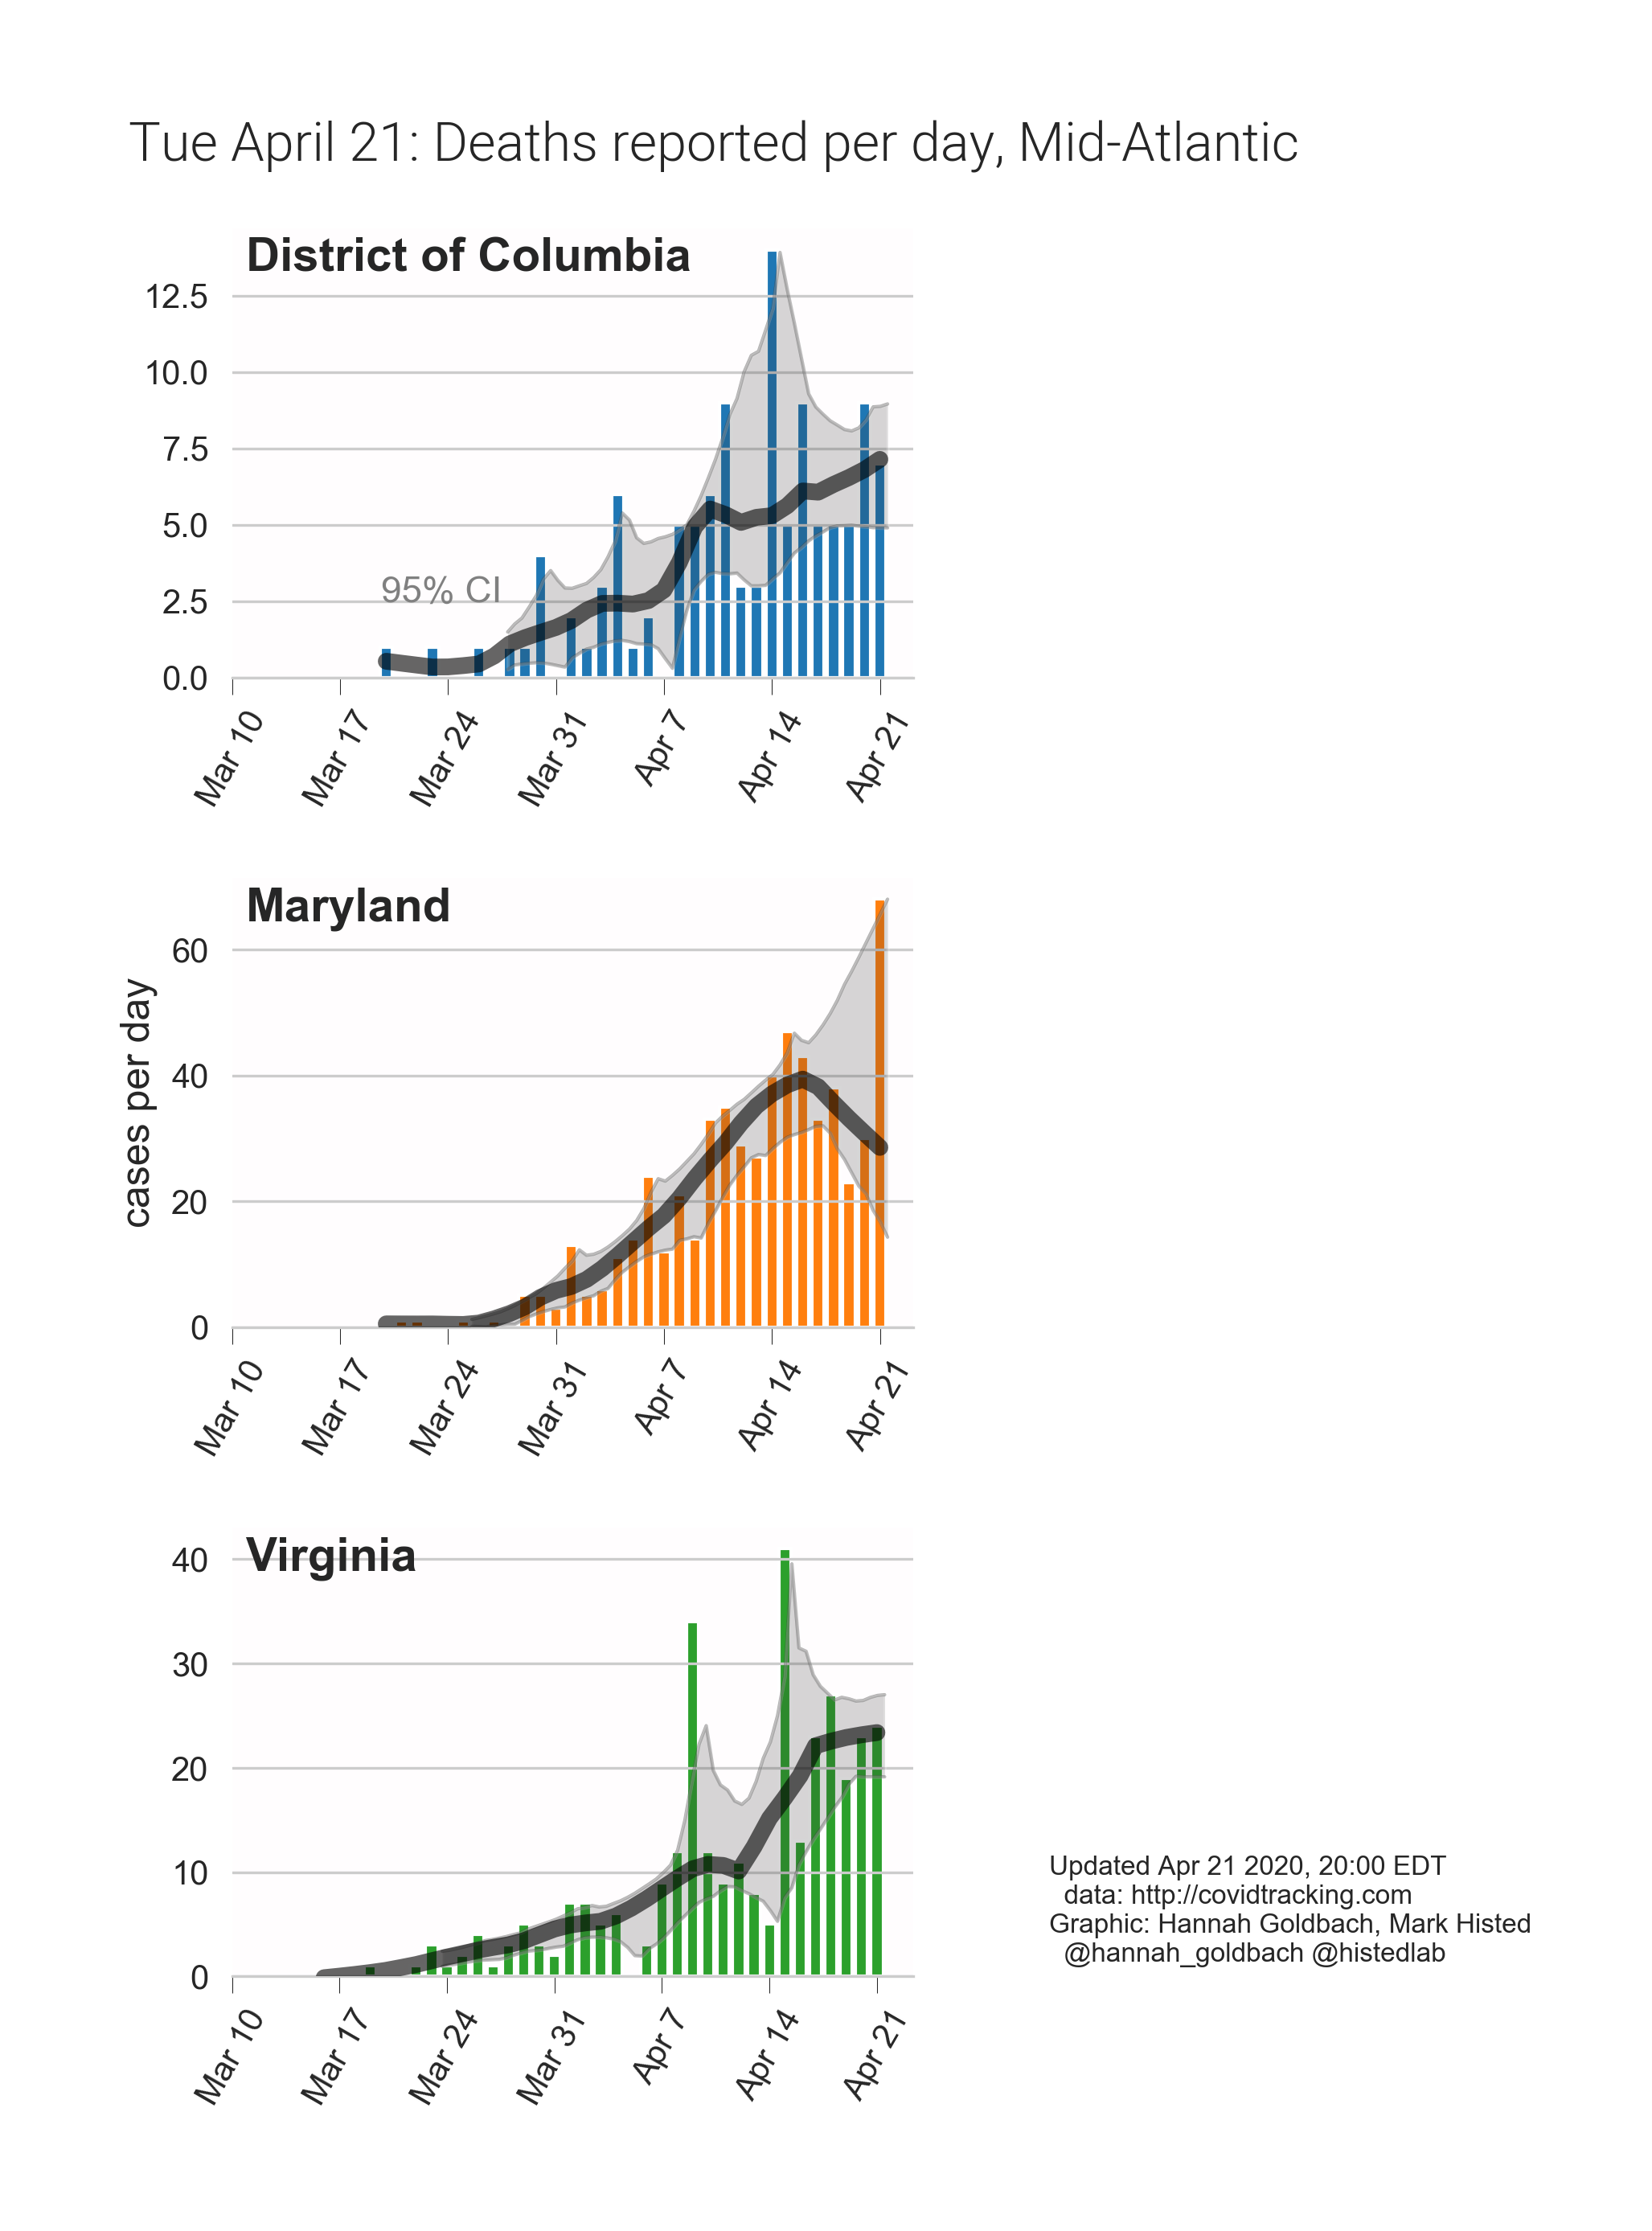 Tue April 21: Deaths reported per day, Mid-Atlantic
District of Columbia
12.5
10.0
7.5
5.0
95% CI
2.5
0.0
Mar 10
Mar 17
Mar 24
Mar 31
Apr 7
Apr 14
Apr 21
Maryland
cases per day
60
40
20
0
Mar 10
Mar 17
Mar 24
Mar 31
Apr 7
Apr 14
Apr 21
Virginia
40
30
20
10
0
Mar 10
Mar 17
Mar 24
Mar 31
Apr 7
Apr 14
Apr 21
Updated Apr 21 2020, 20:00 EDT
data: http://covidtracking.com
Graphic: Hannah Goldbach, Mark Histed
@hannah_goldbach @histedlab